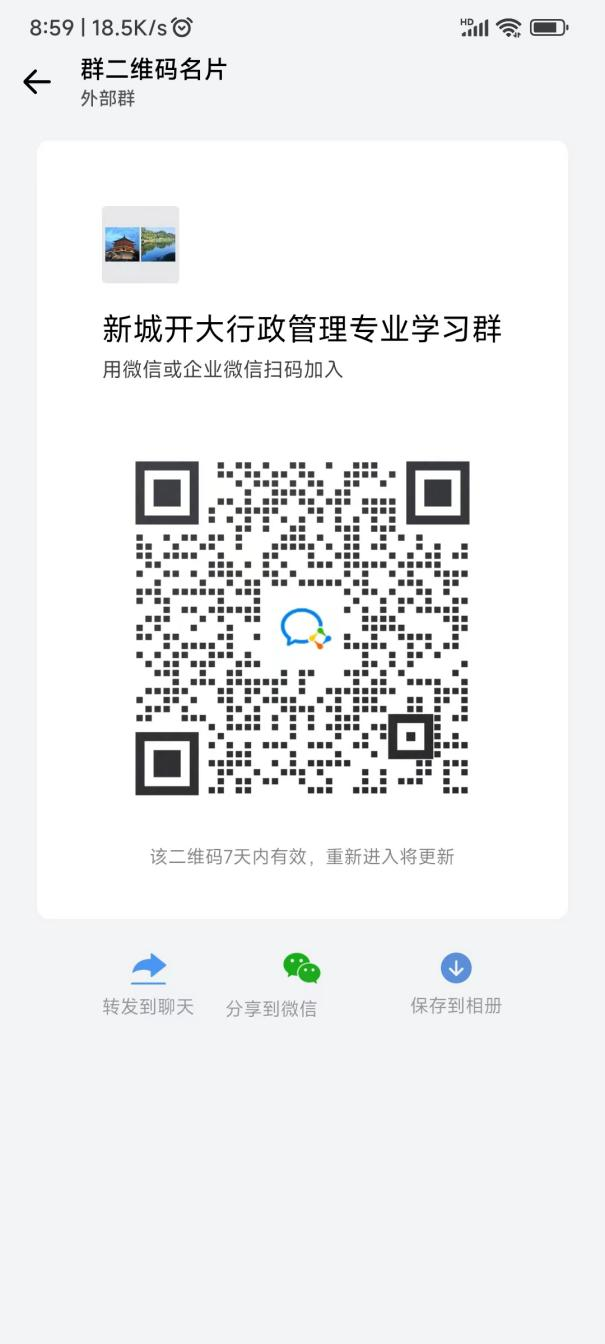 8:59 | 18.5K/s
HD
群二维码名片
外部群
新城开大行政管理专业学习群
用微信或企业微信扫码加入
该二维码7天内有效，重新进入将更新
转发到聊天
分享到微信
保存到相册